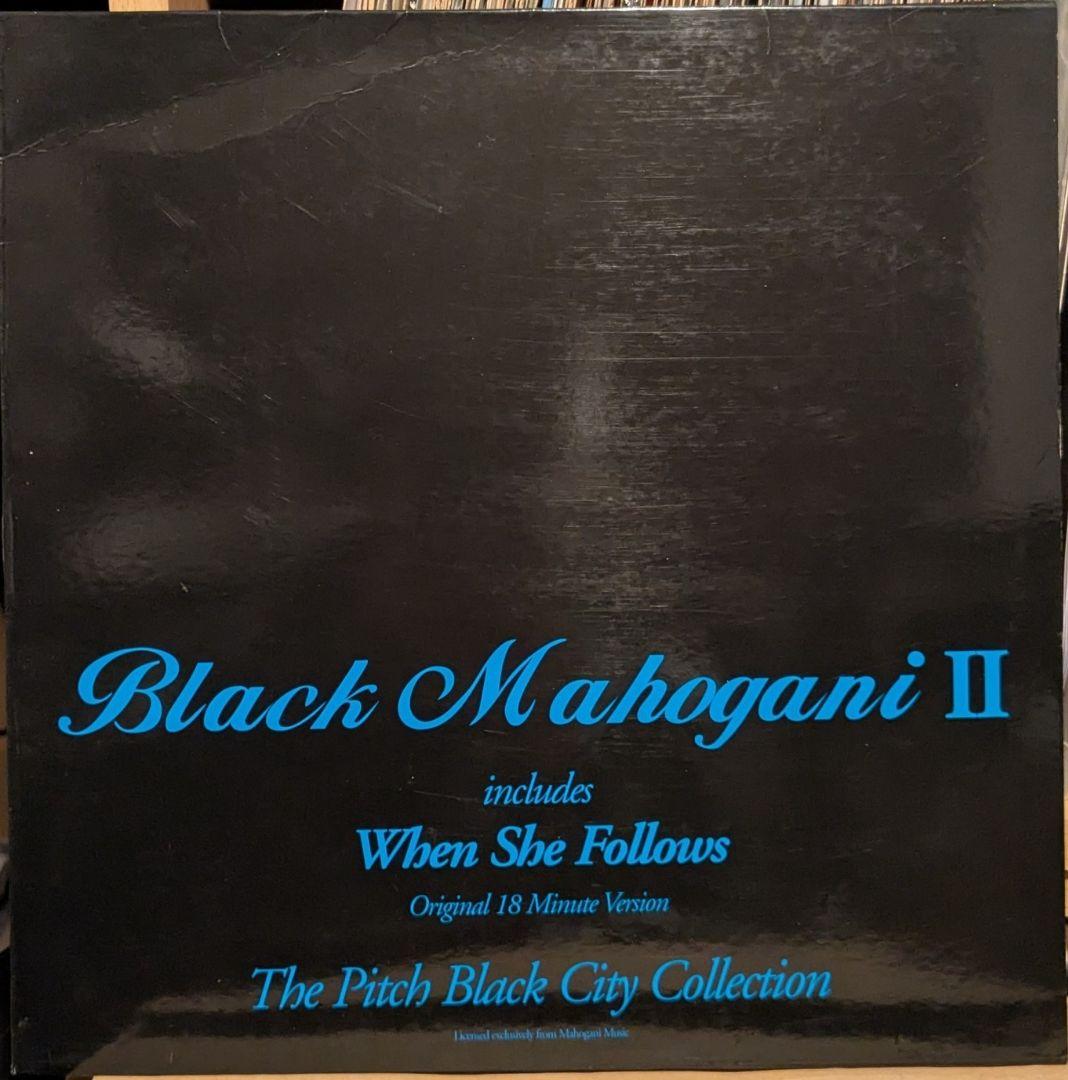 Black Mahogani II
includes
When She Follows
Original 18 Minute Version
The Pitch Black City Collection
Licensed exclusively from Mahogani Music